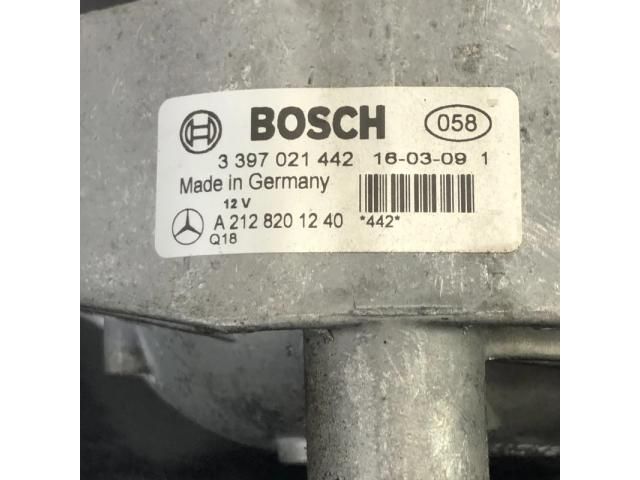 BOSCH 058
3 397 021 442 16-03-09 1
Made in Germany
12 V
A 212 820 12 40 *442*
Q18